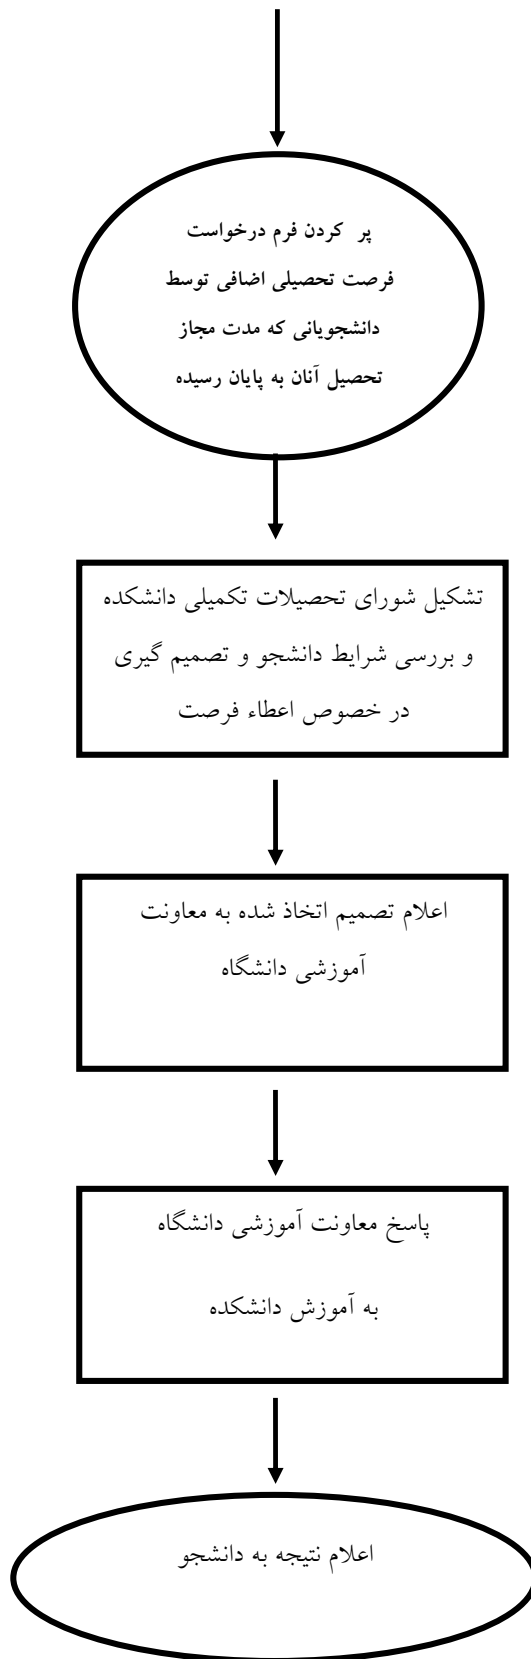 پر کردن فرم درخواست
فرصت تحصیلی اضافی توسط
دانشجویانی که مدت مجاز
تحصیل آنان به پایان رسیده
تشکیل شورای تحصیلات تکمیلی دانشکده
و بررسی شرایط دانشجو و تصمیم گیری
در خصوص اعطاء فرصت
اعلام تصمیم اتخاذ شده به معاونت
آموزشی دانشگاه
پاسخ معاونت آموزشی دانشگاه
به آموزش دانشکده
اعلام نتیجه به دانشجو